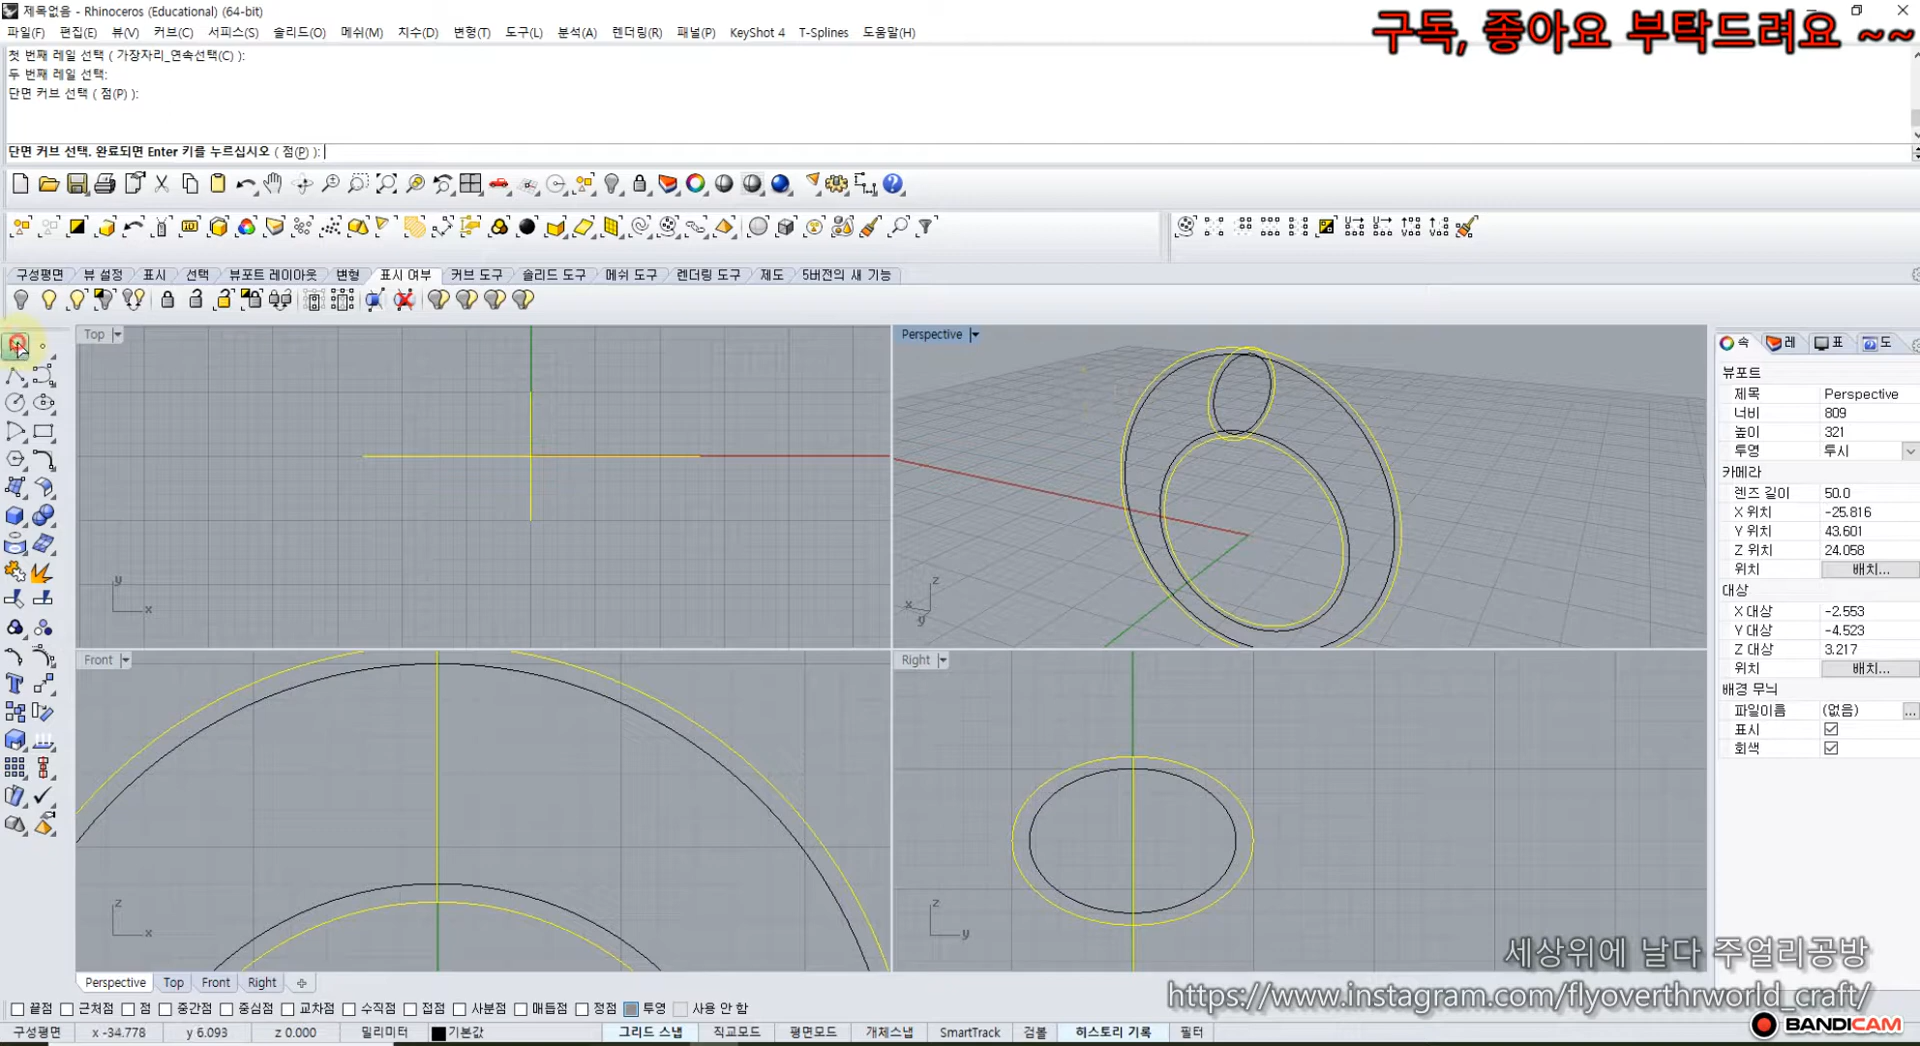 제목없음 - Rhinoceros (Educational) (64-bit)
구독, 좋아요 부탁드려요 ~~
파일(F) 편집(E) 뷰(V) 커브(C) 서피스(S) 솔리드(O) 메쉬(M) 치수(D) 변형(T) 도구(L) 분석(A) 렌더링(R) 패널(P) KeyShot 4 T-Splines 도움말(H)
첫 번째 레일 선택 ( 가장자리_연속선택(C) ):
두 번째 레일 선택:
단면 커브 선택 ( 점(P) ):
단면 커브 선택. 완료되면 Enter 키를 누르십시오 ( 점(P) ):
구성평면 뷰 설정 표시 선택 뷰포트 레이아웃 변형 표시 여부 커브 도구 솔리드 도구 메쉬 도구 렌더링 도구 제도 5버전의 새 기능
Top
Perspective
속 레 표 도
뷰포트
제목 Perspective
너비 809
높이 321
투영 투시
카메라
렌즈 길이 50.0
X 위치 -25.816
Y 위치 43.601
Z 위치 24.058
위치 배치...
대상
X 대상 -2.553
Y 대상 -4.523
Z 대상 3.217
위치 배치...
배경 무늬
파일이름 (없음) ...
표시
회색
y
x
z
x
y
Front
Right
z
x
z
y
세상위에 날다 주얼리공방
https://www.instagram.com/flyoverthrworld_craft/
Perspective Top Front Right
끝점 근처점 점 중간점 중심점 교차점 수직점 접점 사분점 매듭점 정점 투영 사용 안 함
구성평면 x -34.778 y 6.093 z 0.000 밀리미터 기본값 그리드 스냅 직교모드 평면모드 개체스냅 SmartTrack 검볼 히스토리 기록 필터
BANDICAM